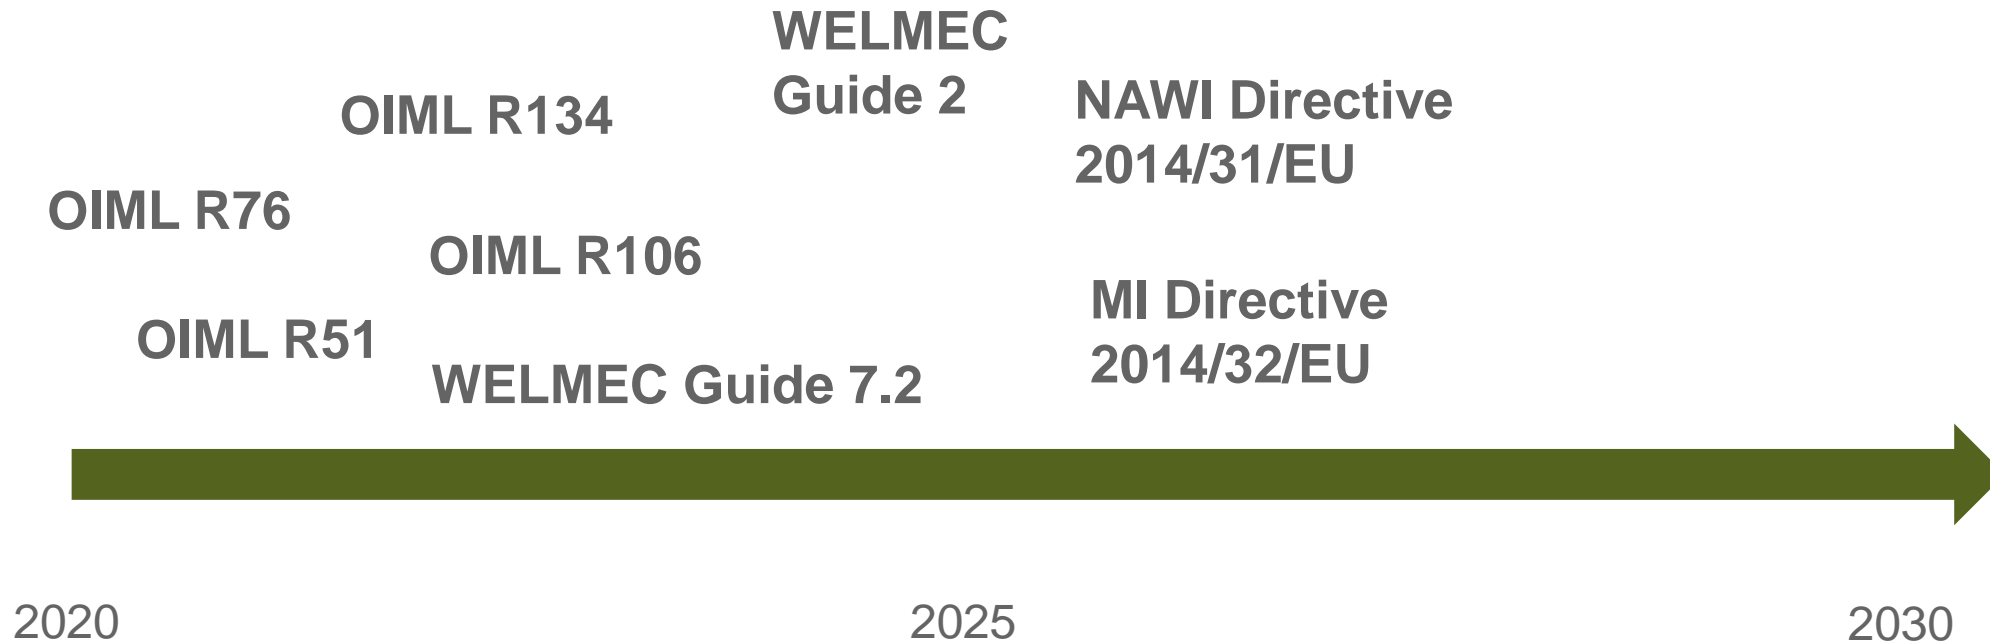 WELMEC
Guide 2
OIML R134
NAWI Directive
2014/31/EU
OIML R76
OIML R106
MI Directive
2014/32/EU
OIML R51
WELMEC Guide 7.2
2020
2025
2030